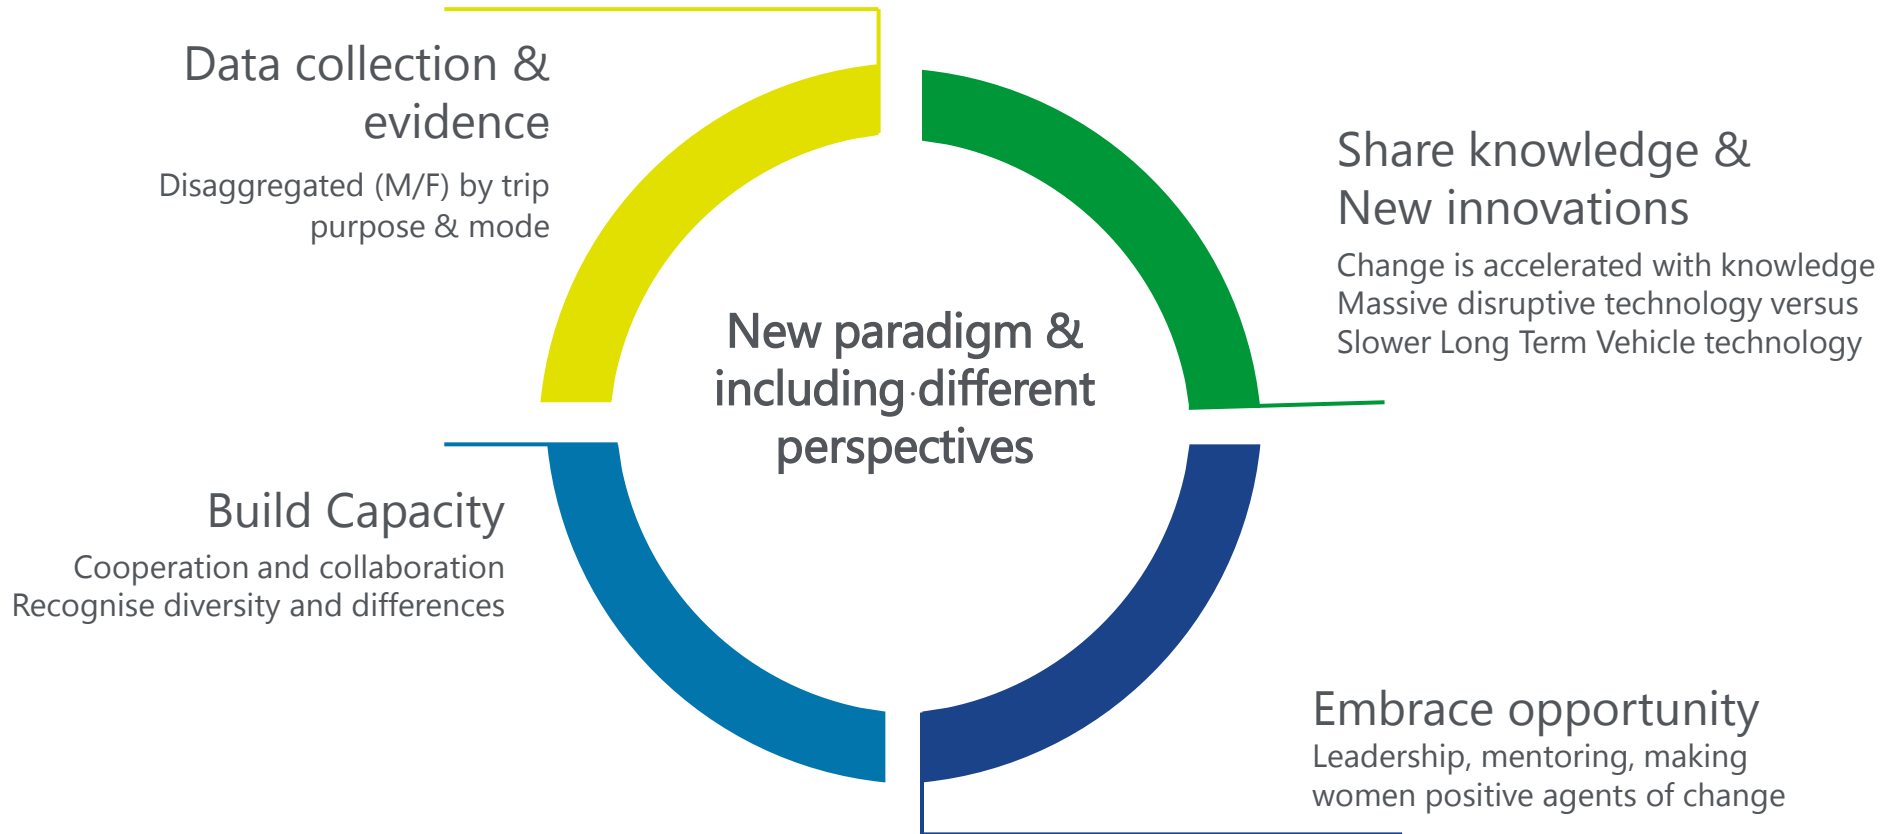 Data collection &
evidence
Disaggregated (M/F) by trip
purpose & mode
Share knowledge &
New innovations
Change is accelerated with knowledge
Massive disruptive technology versus
Slower Long Term Vehicle technology
New paradigm &
including different
perspectives
Build Capacity
Cooperation and collaboration
Recognise diversity and differences
Embrace opportunity
Leadership, mentoring, making
women positive agents of change